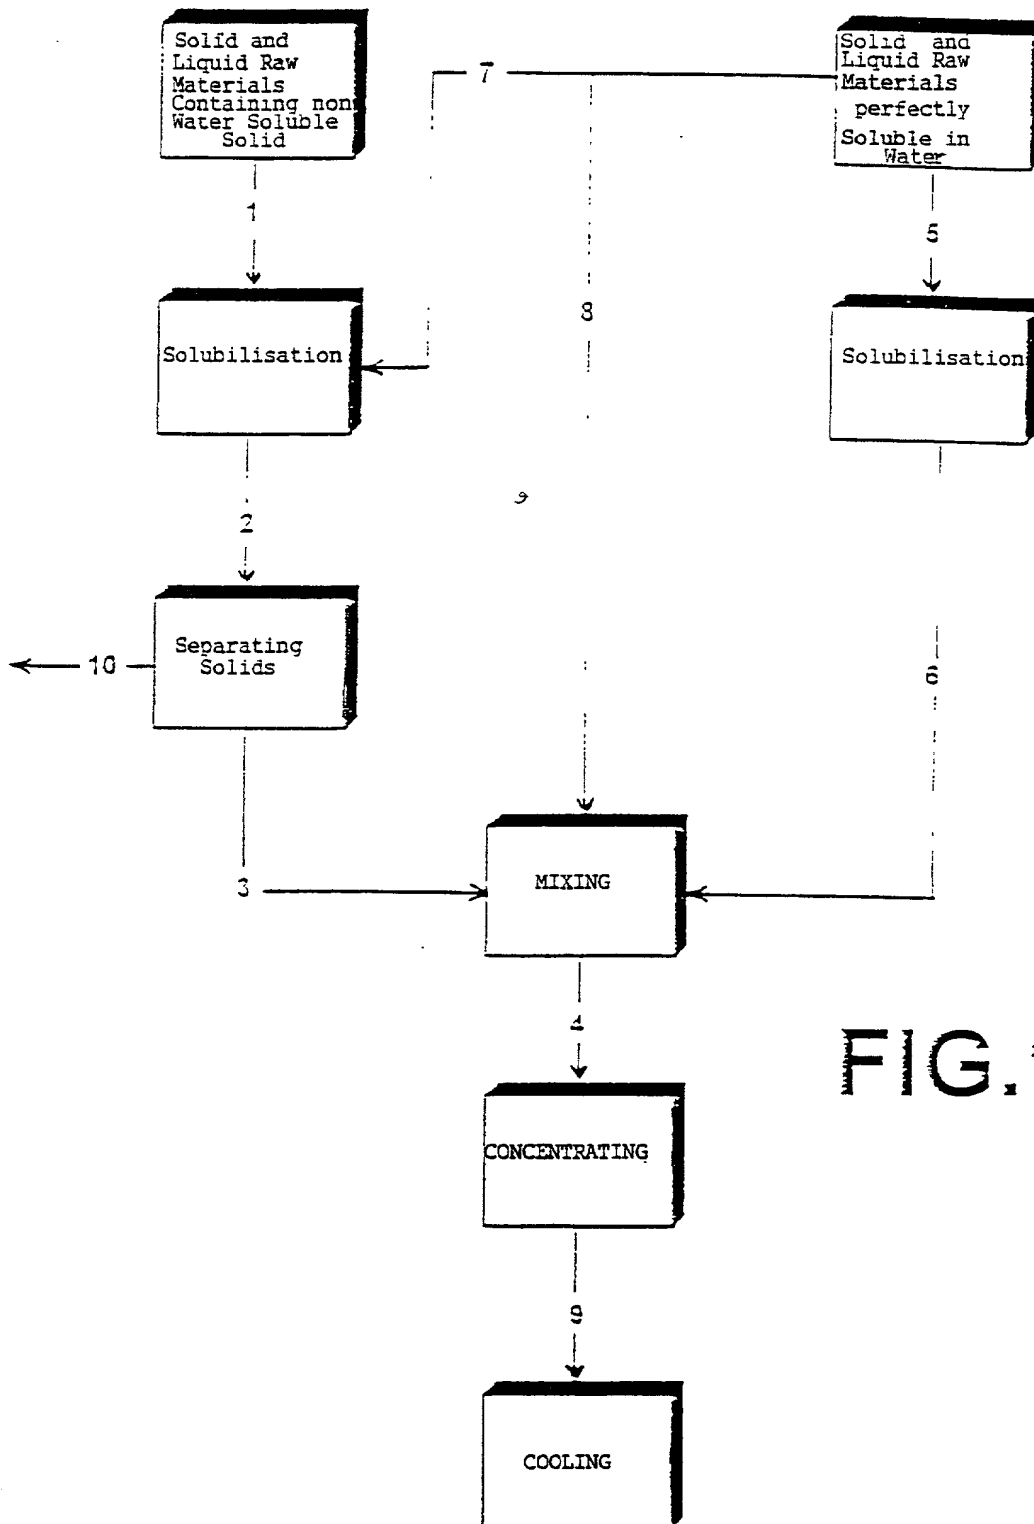 Solid and
Liquid Raw
Materials
Containing non
Water Soluble
Solid
7
Solid and
Liquid Raw
Materials
perfectly
Soluble in
Water
1
5
8
Solubilisation
Solubilisation
2
Separating
Solids
10
6
3
MIXING
4
FIG.
CONCENTRATING
9
COOLING